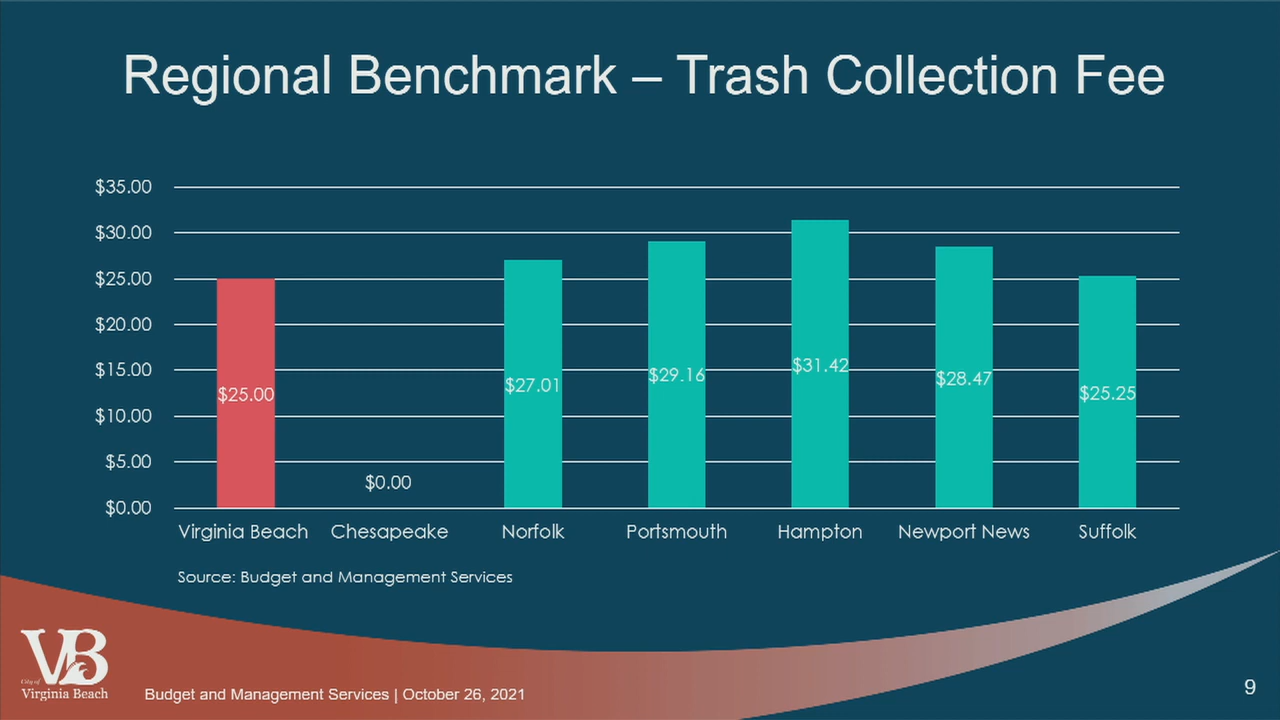 Regional Benchmark – Trash Collection Fee
$35.00
$30.00
$25.00
$20.00
$15.00
$10.00
$5.00
$0.00
$25.00
$0.00
$27.01
$29.16
$31.42
$28.47
$25.25
Virginia Beach
Chesapeake
Norfolk
Portsmouth
Hampton
Newport News
Suffolk
Source: Budget and Management Services
VB
City of
Virginia Beach
Budget and Management Services | October 26, 2021
9